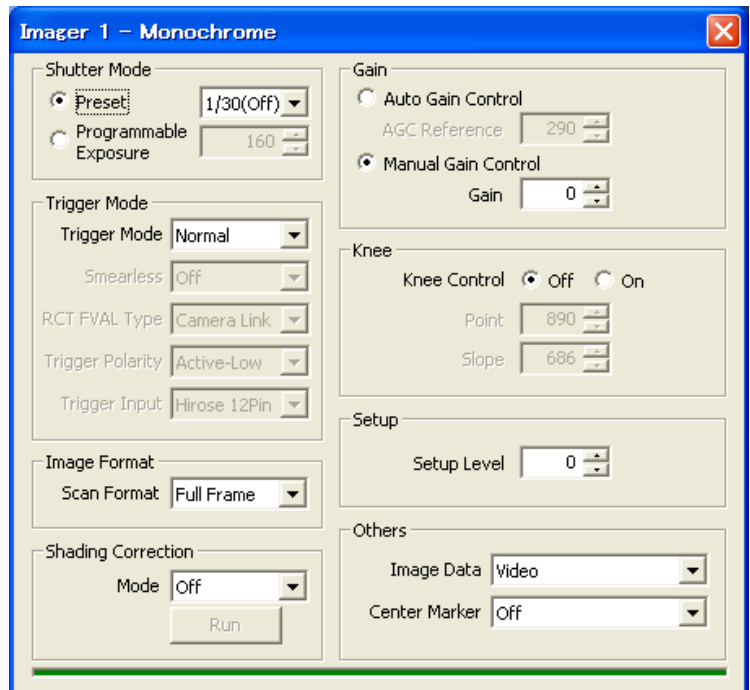 Imager 1 - Monochrome
Shutter Mode
Preset 1/30(Off)
Programmable
Exposure 160
Trigger Mode
Trigger Mode Normal
Smearless Off
RCT FVAL Type Camera Link
Trigger Polarity Active-Low
Trigger Input Hirose 12Pin
Image Format
Scan Format Full Frame
Shading Correction
Mode Off
Run
Gain
Auto Gain Control
AGC Reference 290
Manual Gain Control
Gain 0
Knee
Knee Control Off On
Point 890
Slope 686
Setup
Setup Level 0
Others
Image Data Video
Center Marker Off